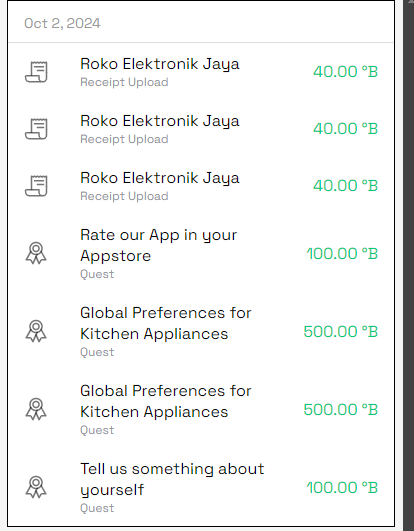 Oct 2, 2024
Roko Elektronik Jaya
40.00 °B
Receipt Upload
Roko Elektronik Jaya
40.00 °B
Receipt Upload
Roko Elektronik Jaya
40.00 °B
Receipt Upload
Rate our App in your
Appstore
100.00 °B
Quest
Global Preferences for
Kitchen Appliances
500.00 °B
Quest
Global Preferences for
Kitchen Appliances
500.00 °B
Quest
Tell us something about
yourself
100.00 °B
Quest